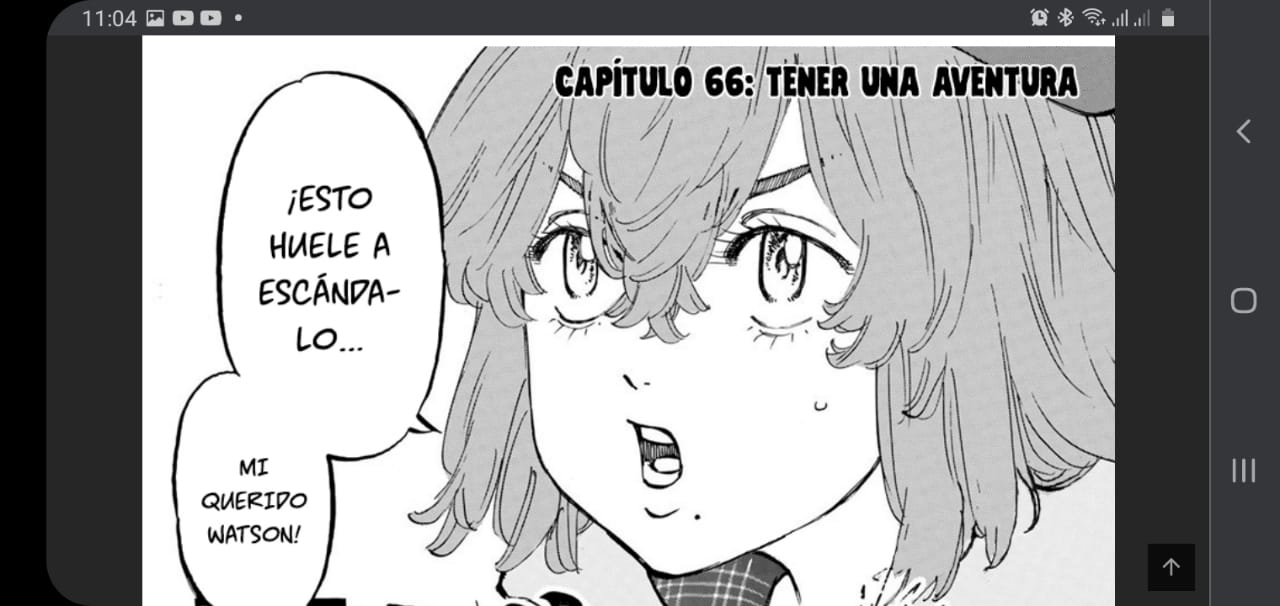 11:04
CAPÍTULO 66: TENER UNA AVENTURA
¡ESTO
HUELE A
ESCÁNDA-
LO...
MI
QUERIDO
WATSON!